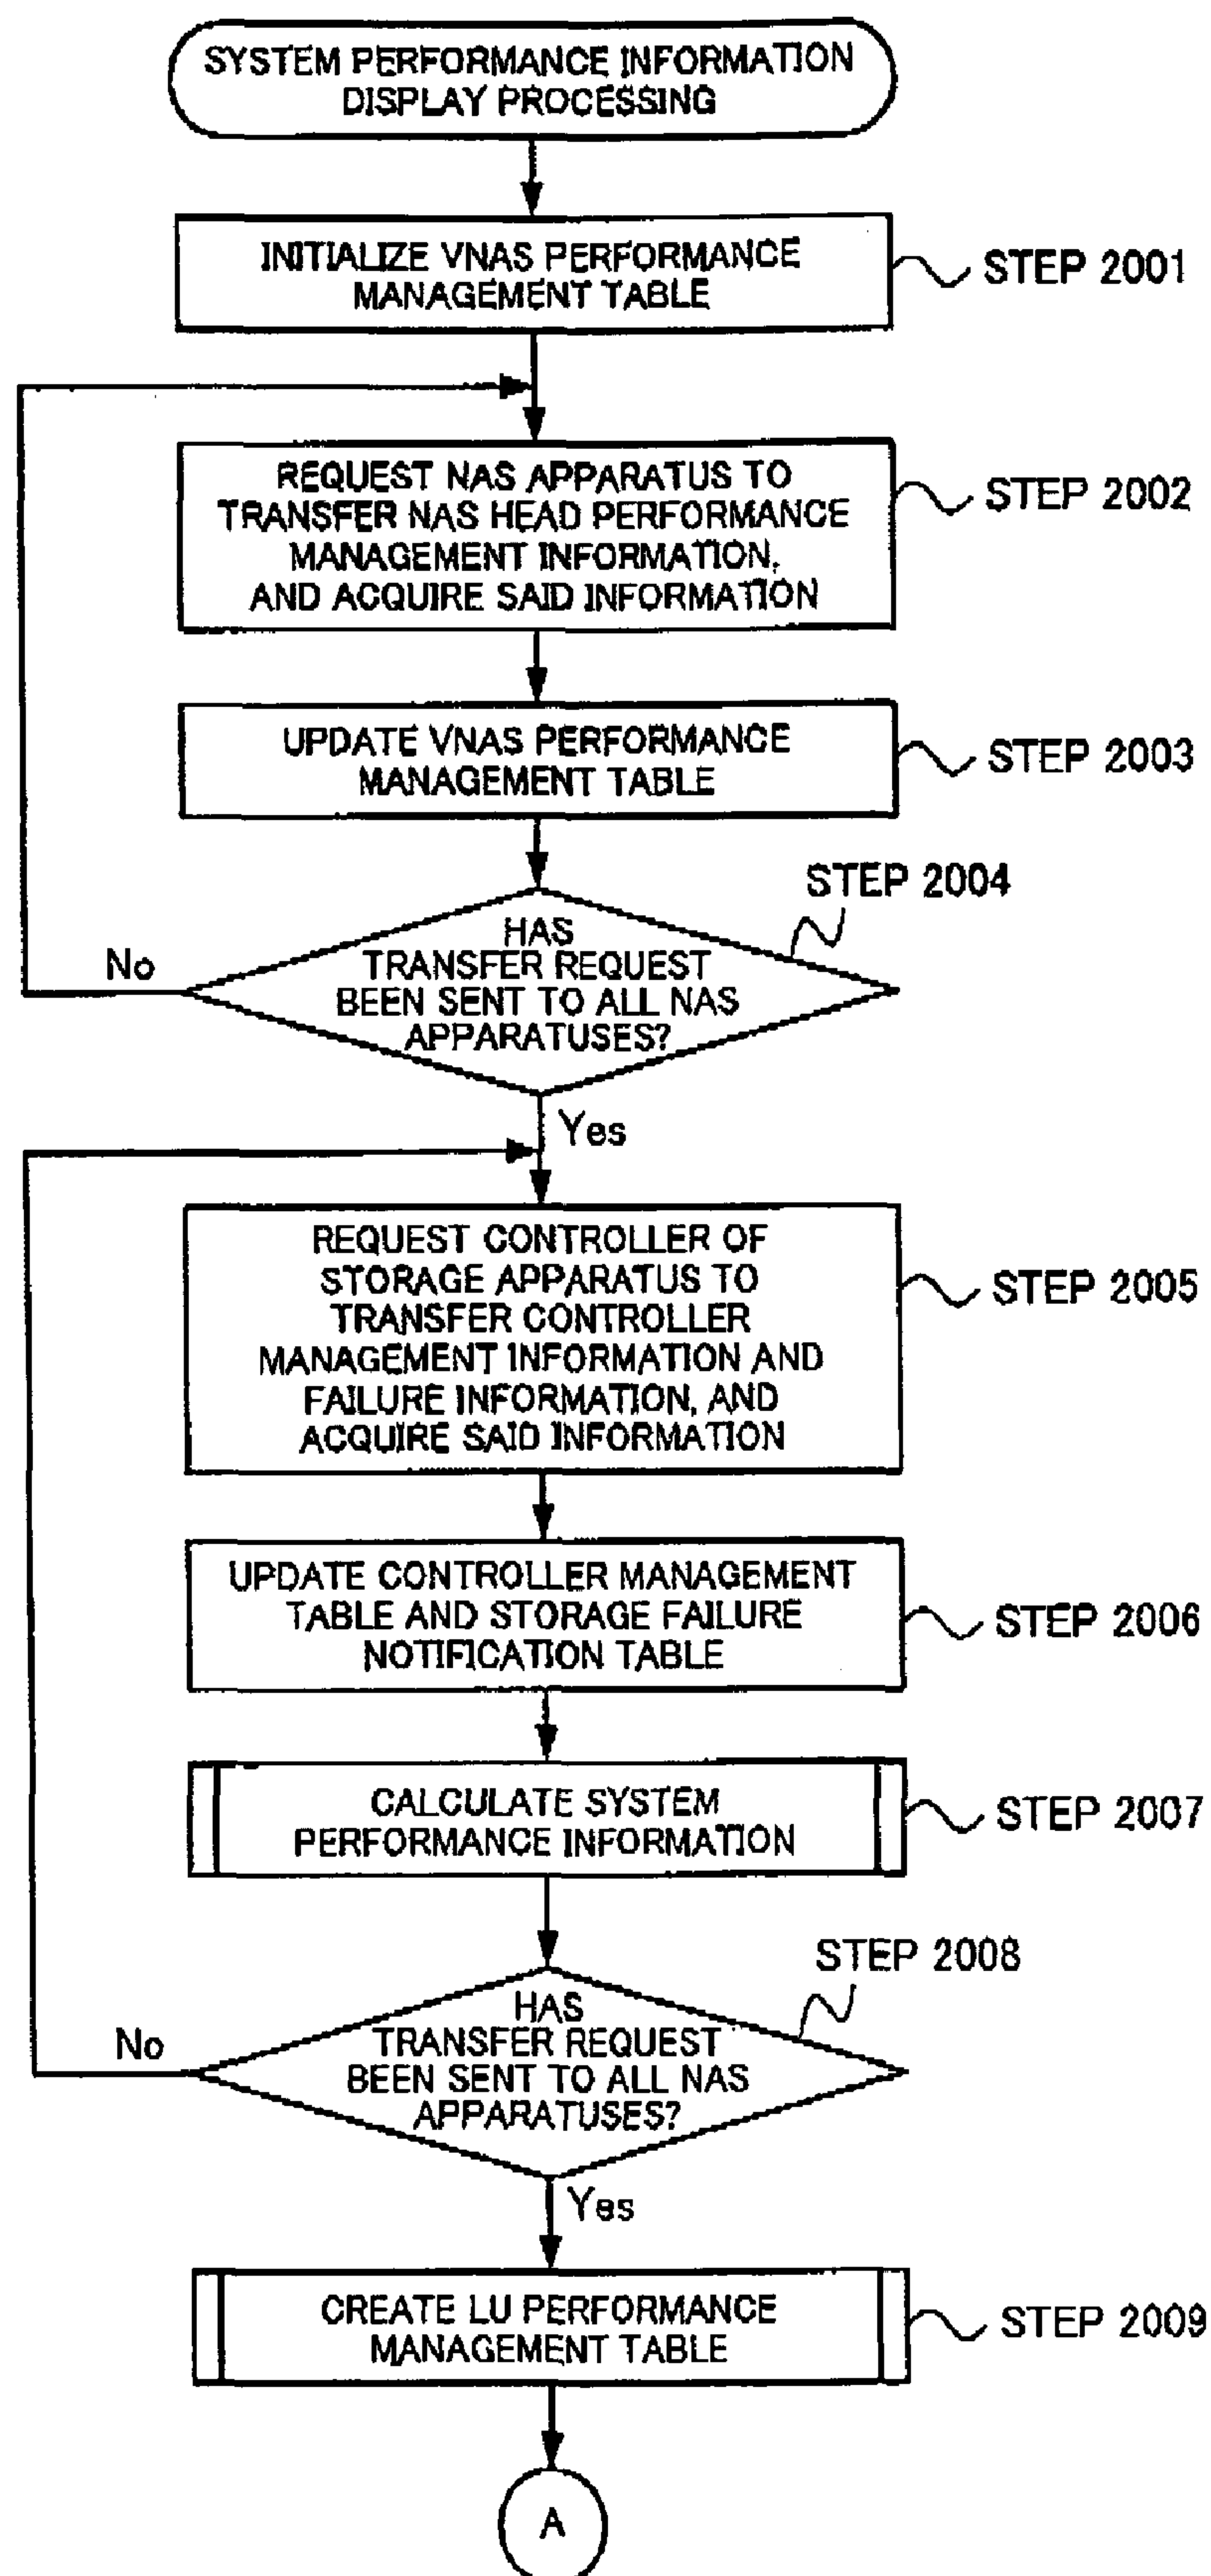 SYSTEM PERFORMANCE INFORMATION
DISPLAY PROCESSING
INITIALIZE VNAS PERFORMANCE
MANAGEMENT TABLE
STEP 2001
REQUEST NAS APPARATUS TO
TRANSFER NAS HEAD PERFORMANCE
MANAGEMENT INFORMATION,
AND ACQUIRE SAID INFORMATION
STEP 2002
UPDATE VNAS PERFORMANCE
MANAGEMENT TABLE
STEP 2003
STEP 2004
HAS
TRANSFER REQUEST
BEEN SENT TO ALL NAS
APPARATUSES?
No
Yes
REQUEST CONTROLLER OF
STORAGE APPARATUS TO
TRANSFER CONTROLLER
MANAGEMENT INFORMATION AND
FAILURE INFORMATION, AND
ACQUIRE SAID INFORMATION
STEP 2005
UPDATE CONTROLLER MANAGEMENT
TABLE AND STORAGE FAILURE
NOTIFICATION TABLE
STEP 2006
CALCULATE SYSTEM
PERFORMANCE INFORMATION
STEP 2007
STEP 2008
HAS
TRANSFER REQUEST
BEEN SENT TO ALL NAS
APPARATUSES?
No
Yes
CREATE LU PERFORMANCE
MANAGEMENT TABLE
STEP 2009
A